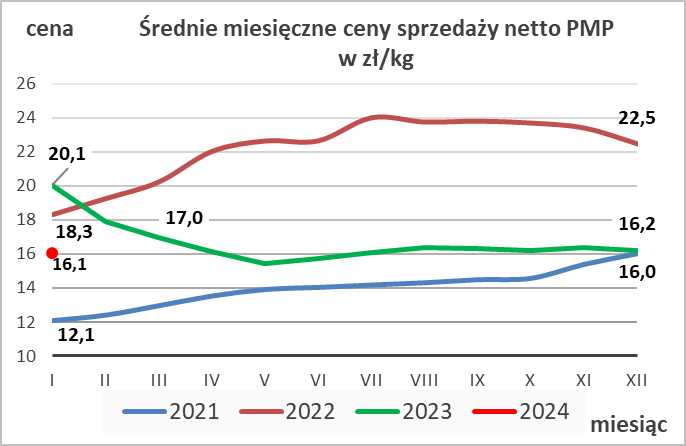 cena
Średnie miesięczne ceny sprzedaży netto PMP
w zł/kg
26
24
22,5
22
20,1
20
18
18,3
17,0
16,2
16
16,1
16,0
14
12
12,1
10
I II III IV V VI VII VIII IX X XI XII
2021 2022 2023 2024
miesiąc